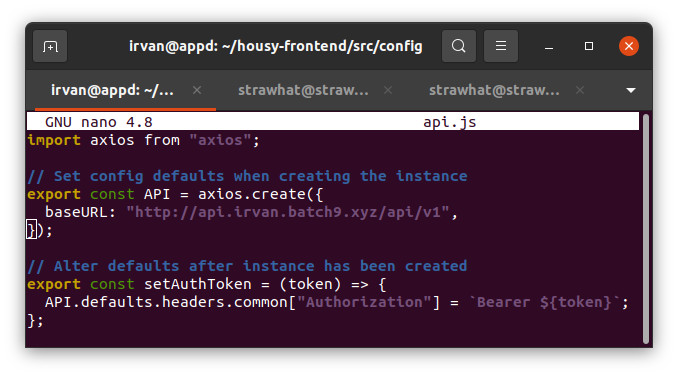 irvan@appd: ~/housy-frontend/src/config
irvan@appd: ~/...
strawhat@straw...
strawhat@straw...
GNU nano 4.8 api.js
import axios from "axios";
// Set config defaults when creating the instance
export const API = axios.create({
baseURL: "http://api.irvan.batch9.xyz/api/v1",
});
// Alter defaults after instance has been created
export const setAuthToken = (token) => {
API.defaults.headers.common["Authorization"] = `Bearer ${token}`;
};